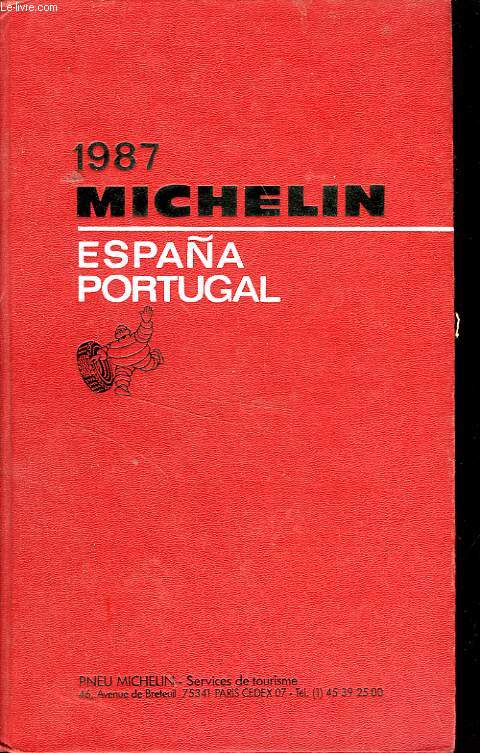 Le-livre.com
1987
MICHELIN
ESPAÑA
PORTUGAL
PNEU MICHELIN - Services de tourisme
46, Avenue de Breteuil 75341 PARIS CEDEX 07 - Tél. (1) 45 39 25 00